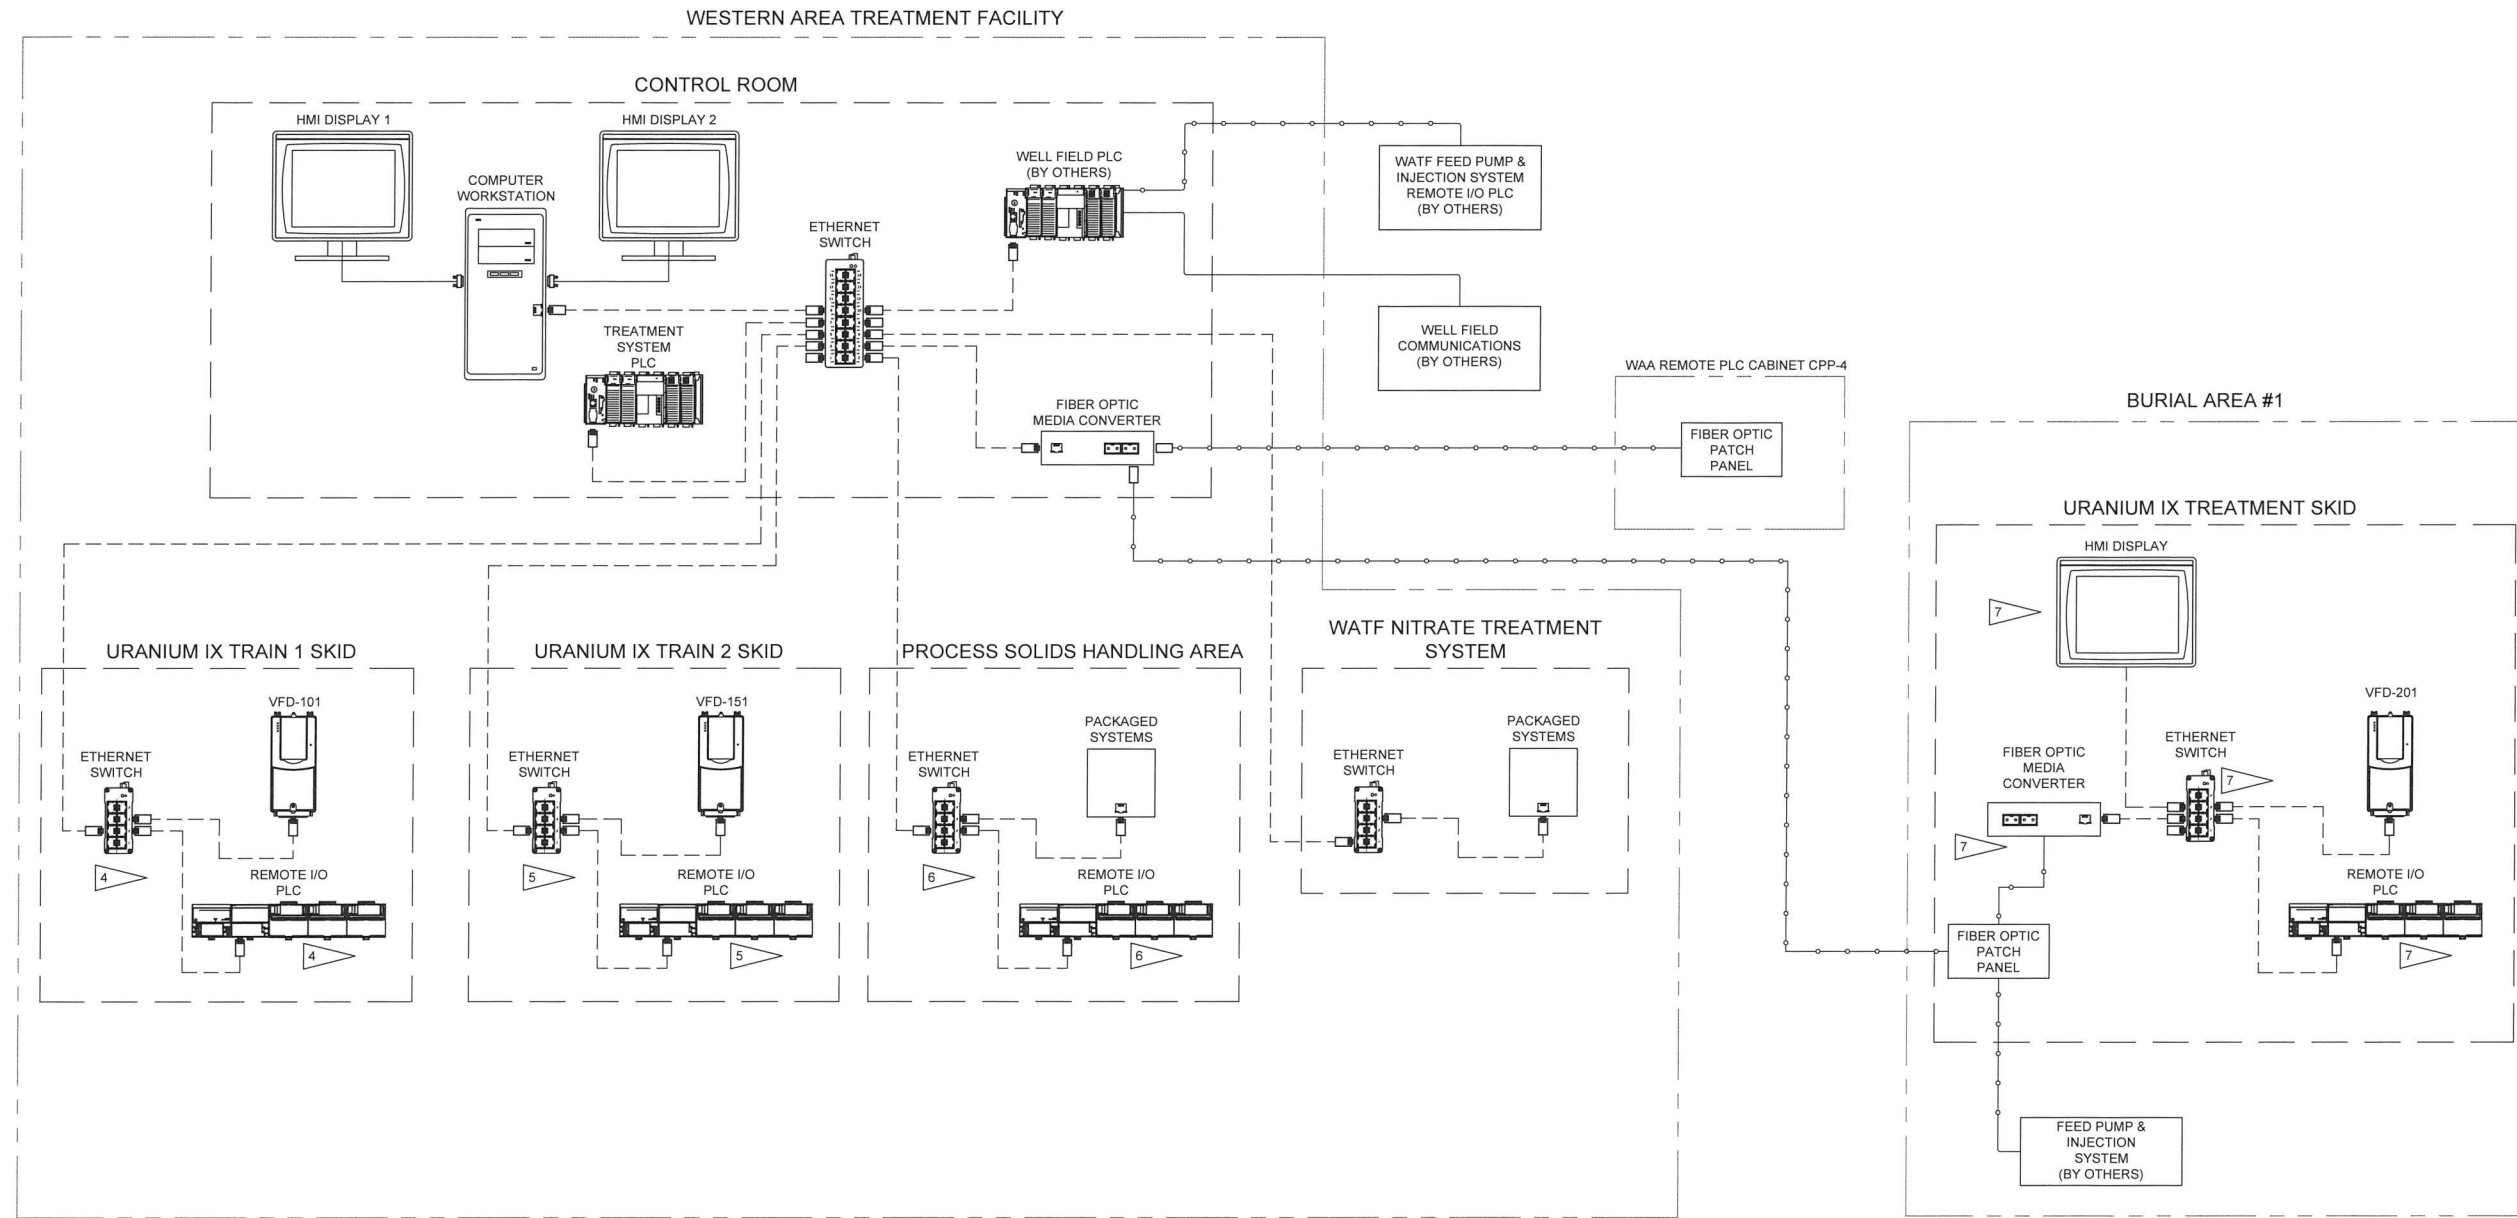 WESTERN AREA TREATMENT FACILITY
CONTROL ROOM
HMI DISPLAY 1
HMI DISPLAY 2
COMPUTER
WORKSTATION
ETHERNET
SWITCH
WELL FIELD PLC
(BY OTHERS)
WATF FEED PUMP &
INJECTION SYSTEM
REMOTE I/O PLC
(BY OTHERS)
TREATMENT
SYSTEM
PLC
WELL FIELD
COMMUNICATIONS
(BY OTHERS)
FIBER OPTIC
MEDIA CONVERTER
WAA REMOTE PLC CABINET CPP-4
FIBER OPTIC
PATCH
PANEL
BURIAL AREA #1
URANIUM IX TREATMENT SKID
HMI DISPLAY
7
VFD-201
ETHERNET
SWITCH
7
FIBER OPTIC
MEDIA
CONVERTER
7
REMOTE I/O
PLC
7
FIBER OPTIC
PATCH
PANEL
FEED PUMP &
INJECTION
SYSTEM
(BY OTHERS)
URANIUM IX TRAIN 1 SKID
VFD-101
ETHERNET
SWITCH
4
REMOTE I/O
PLC
4
URANIUM IX TRAIN 2 SKID
VFD-151
ETHERNET
SWITCH
5
REMOTE I/O
PLC
5
PROCESS SOLIDS HANDLING AREA
PACKAGED
SYSTEMS
ETHERNET
SWITCH
6
REMOTE I/O
PLC
6
WATF NITRATE TREATMENT
SYSTEM
PACKAGED
SYSTEMS
ETHERNET
SWITCH